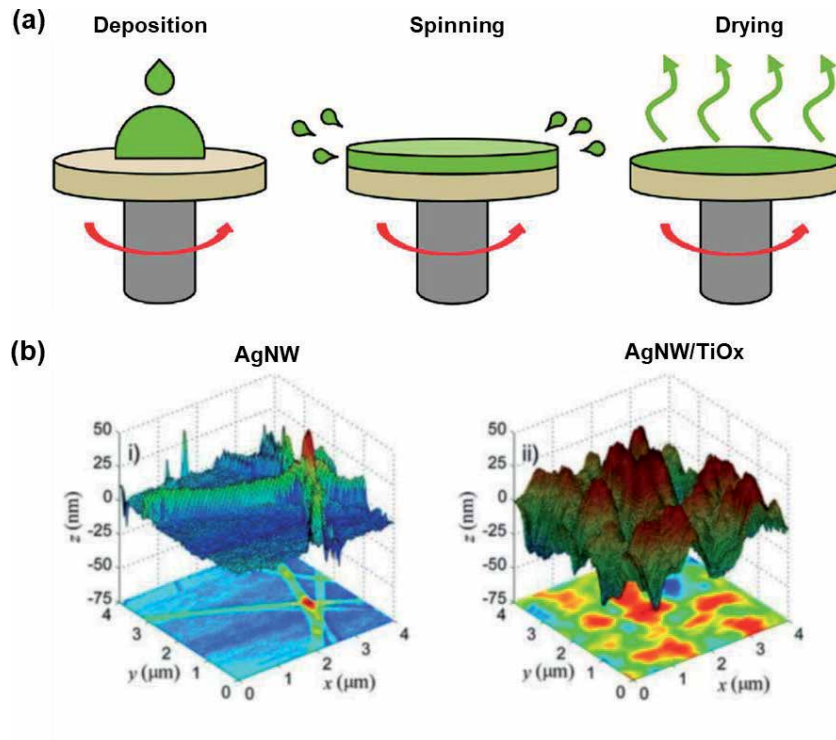 (a)
Deposition
Spinning
Drying
(b)
AgNW
AgNW/TiOx
i)
50
25
0
-25
-50
-75
z (nm)
4
3
2
1
0
y (μm)
0
1
2
3
4
x (μm)
ii)
50
25
0
-25
-50
-75
z (nm)
4
3
2
1
0
y (μm)
0
1
2
3
4
x (μm)